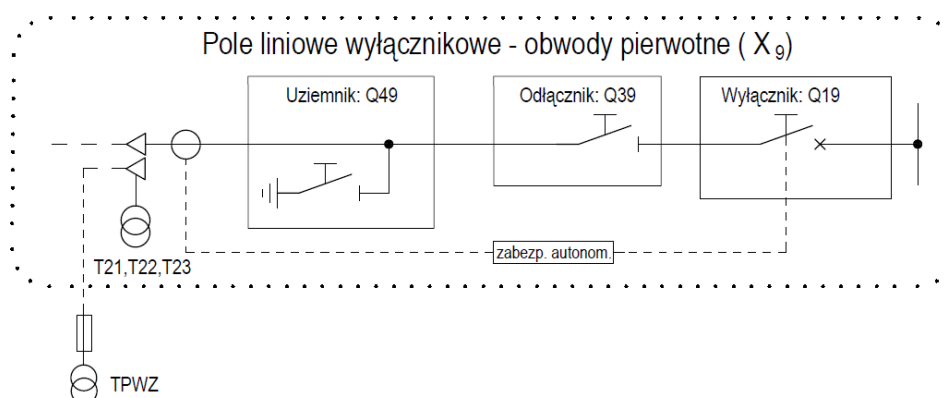 Pole liniowe wyłącznikowe - obwody pierwotne ( X9)
Uziemnik: Q49
Odłącznik: Q39
Wyłącznik: Q19
zabezp. autonom.
T21,T22,T23
TPWZ